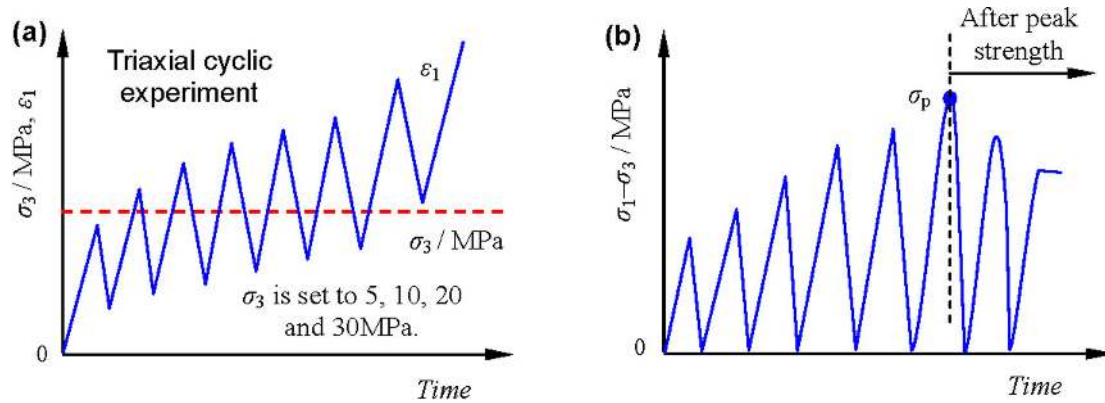 (a)
Triaxial cyclic
experiment
ε1
σ3 / MPa, ε1
σ3 / MPa
σ3 is set to 5, 10, 20
and 30MPa.
0
Time
(b)
After peak
strength
σp
σ1–σ3 / MPa
0
Time